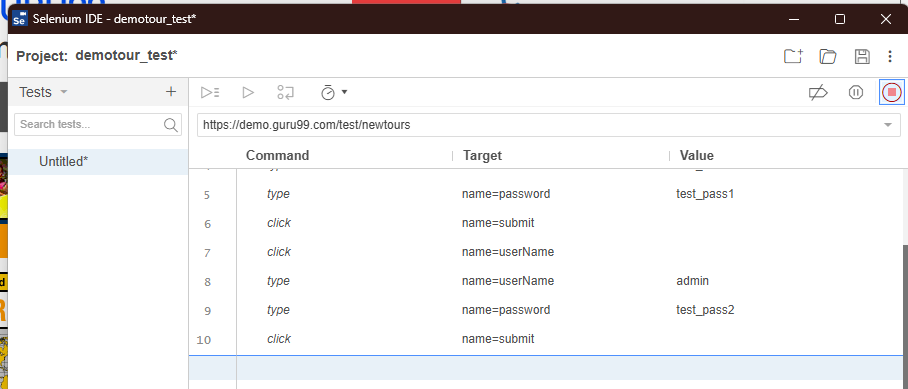 Se Selenium IDE - demotour_test*
Project: demotour_test*
Tests
Search tests...
https://demo.guru99.com/test/newtours
Untitled*
Command Target Value
5 type name=password test_pass1
6 click name=submit
7 click name=userName
8 type name=userName admin
9 type name=password test_pass2
10 click name=submit